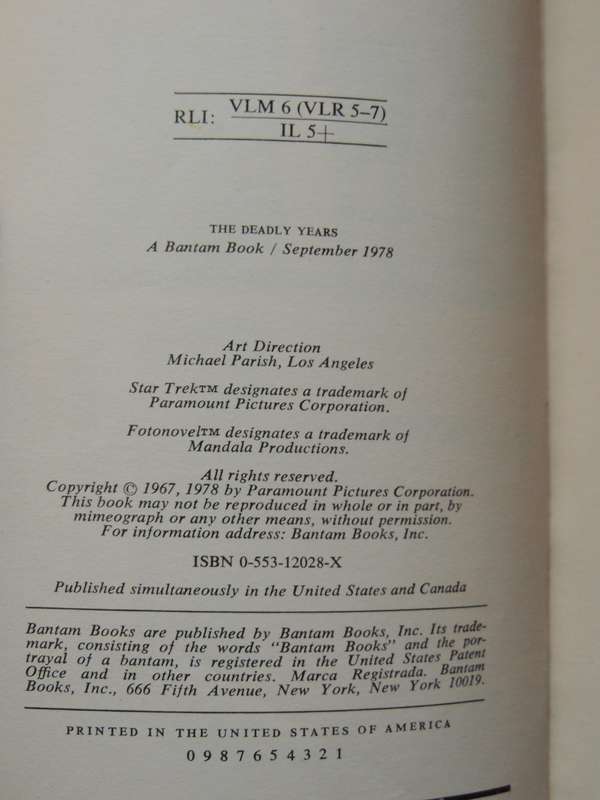 RLI: VLM 6 (VLR 5–7)
IL 5+
THE DEADLY YEARS
A Bantam Book / September 1978
Art Direction
Michael Parish, Los Angeles
Star Trek™ designates a trademark of
Paramount Pictures Corporation.
Fotonovel™ designates a trademark of
Mandala Productions.
All rights reserved.
Copyright © 1967, 1978 by Paramount Pictures Corporation.
This book may not be reproduced in whole or in part, by
mimeograph or any other means, without permission.
For information address: Bantam Books, Inc.
ISBN 0-553-12028-X
Published simultaneously in the United States and Canada
Bantam Books are published by Bantam Books, Inc. Its trade-
mark, consisting of the words "Bantam Books" and the por-
trayal of a bantam, is registered in the United States Patent
Office and in other countries. Marca Registrada. Bantam
Books, Inc., 666 Fifth Avenue, New York, New York 10019.
PRINTED IN THE UNITED STATES OF AMERICA
0 9 8 7 6 5 4 3 2 1